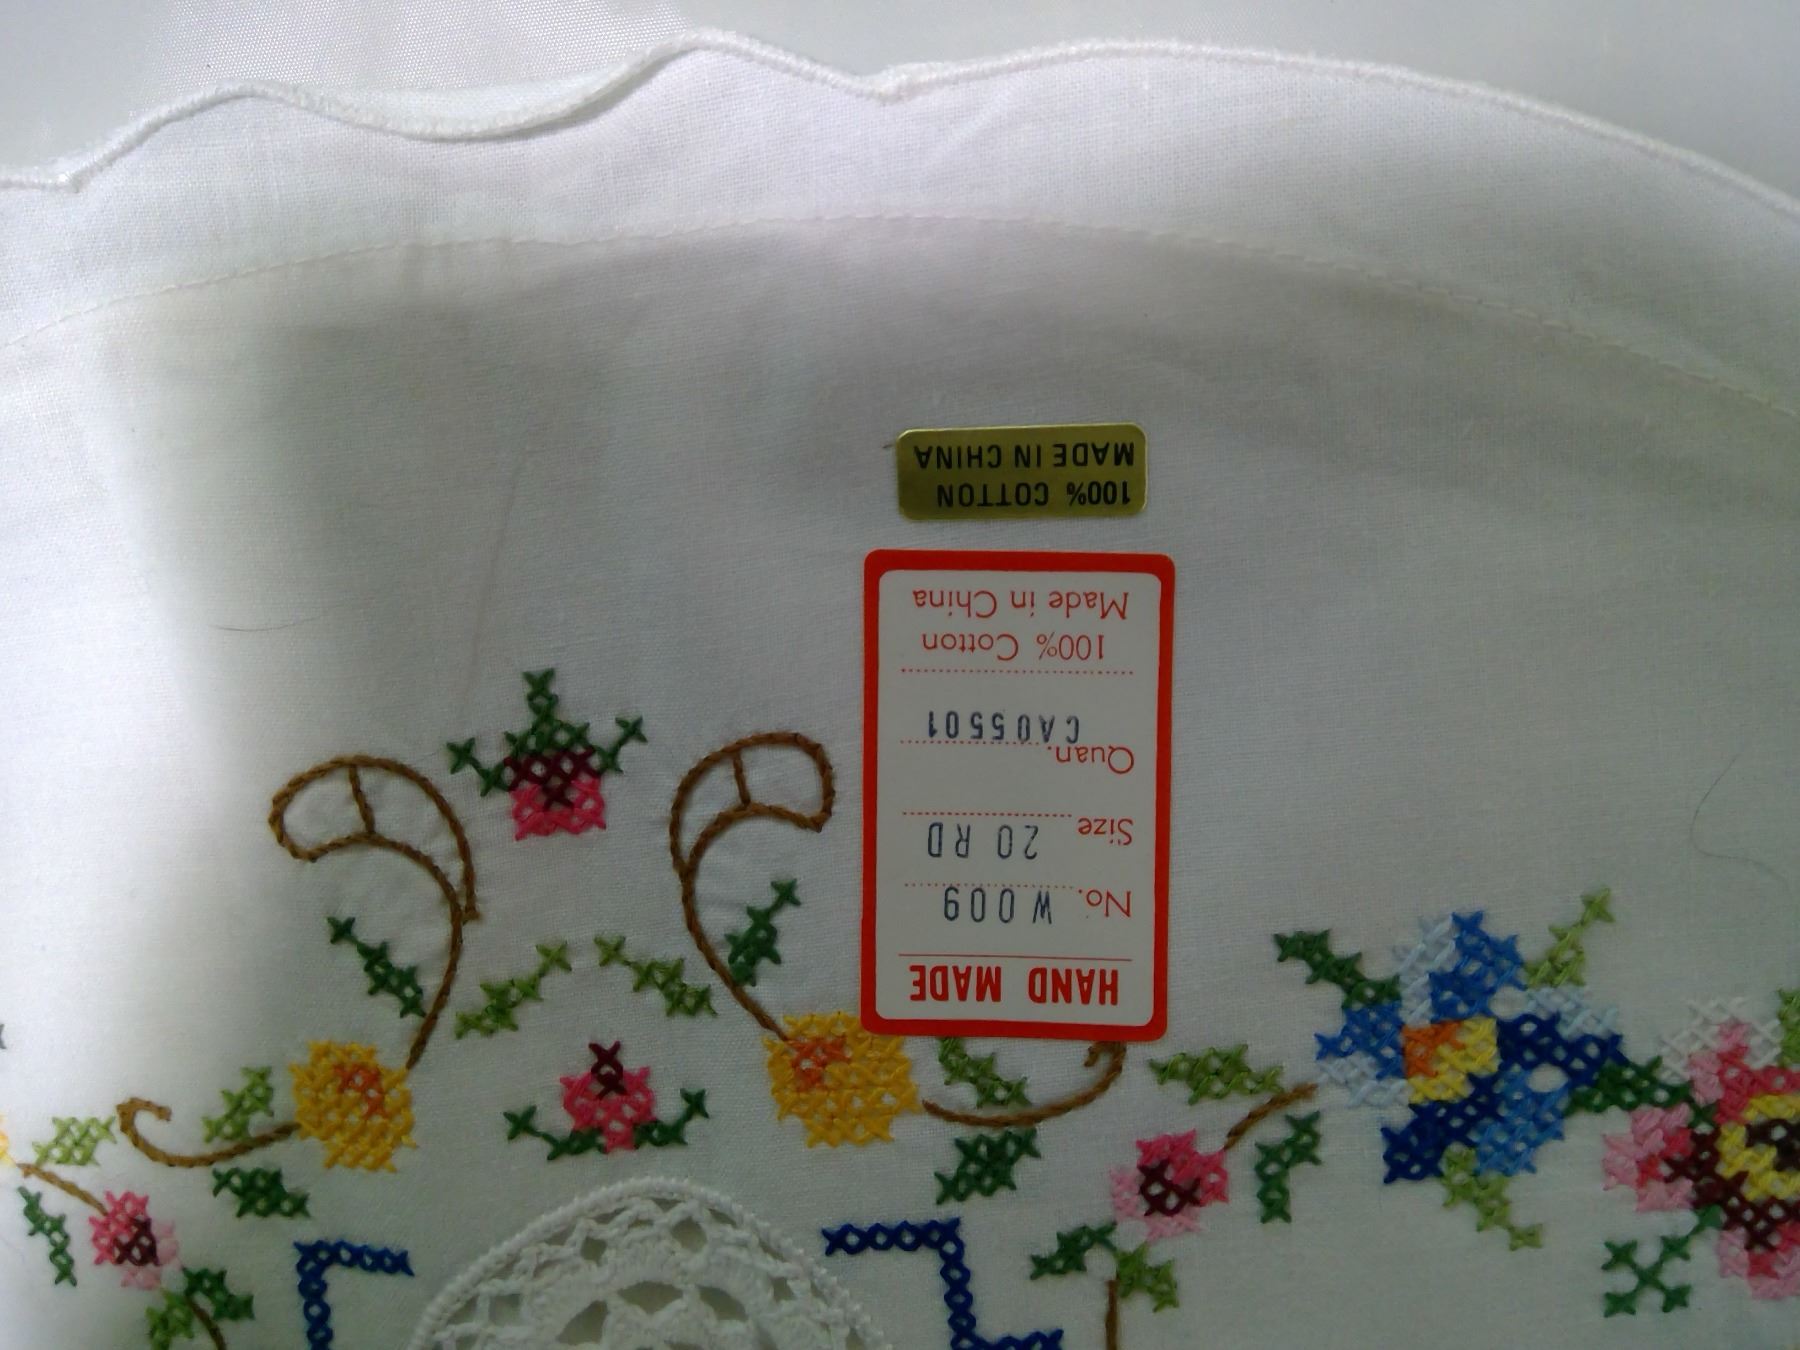 HAND MADE
No. W009
Size 20 RD
Quan.
CA05501
100% Cotton
Made in China
100% COTTON
MADE IN CHINA